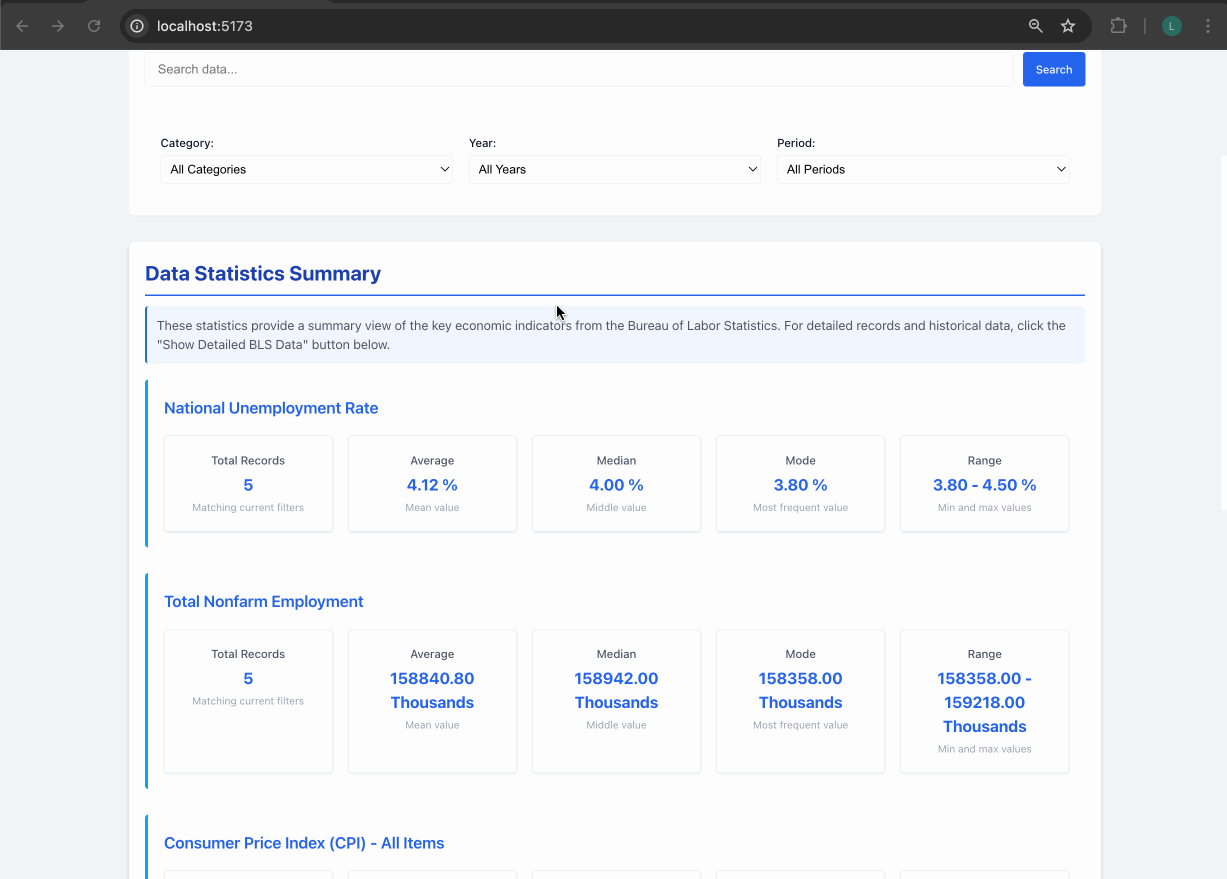 localhost:5173
L
Search data...
Search
Category:
Year:
Period:
All Categories
All Years
All Periods
Data Statistics Summary
These statistics provide a summary view of the key economic indicators from the Bureau of Labor Statistics. For detailed records and historical data, click the
"Show Detailed BLS Data" button below.
National Unemployment Rate
Total Records
5
Matching current filters
Average
4.12 %
Mean value
Median
4.00 %
Middle value
Mode
3.80 %
Most frequent value
Range
3.80 - 4.50 %
Min and max values
Total Nonfarm Employment
Total Records
5
Matching current filters
Average
158840.80
Thousands
Mean value
Median
158942.00
Thousands
Middle value
Mode
158358.00
Thousands
Most frequent value
Range
158358.00 -
159218.00
Thousands
Min and max values
Consumer Price Index (CPI) - All Items